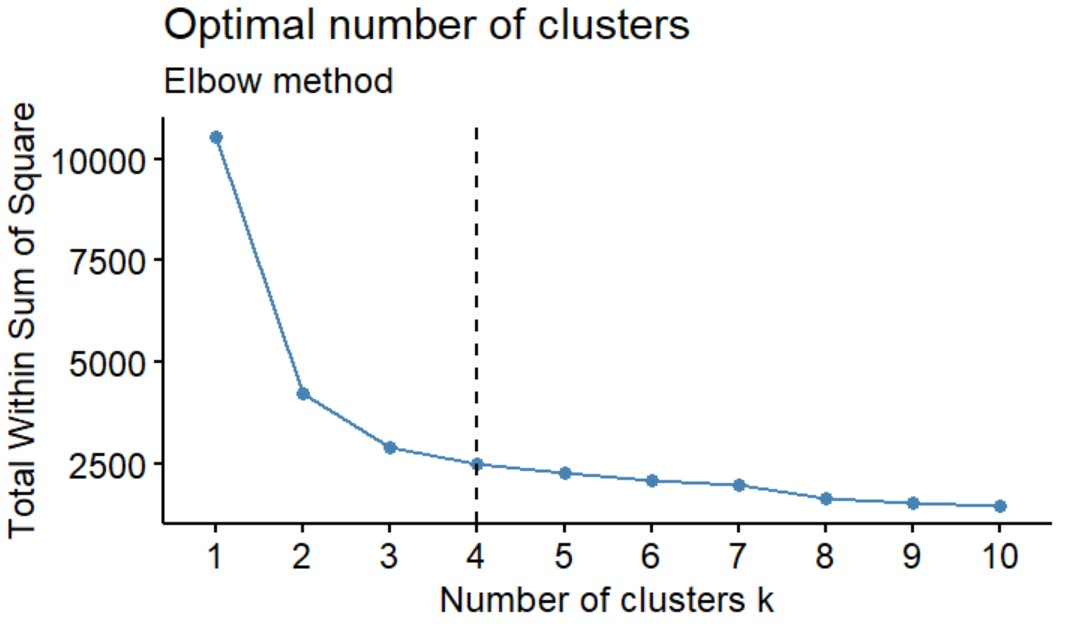 Optimal number of clusters
Elbow method
Total Within Sum of Square
10000
7500
5000
2500
1 2 3 4 5 6 7 8 9 10
Number of clusters k